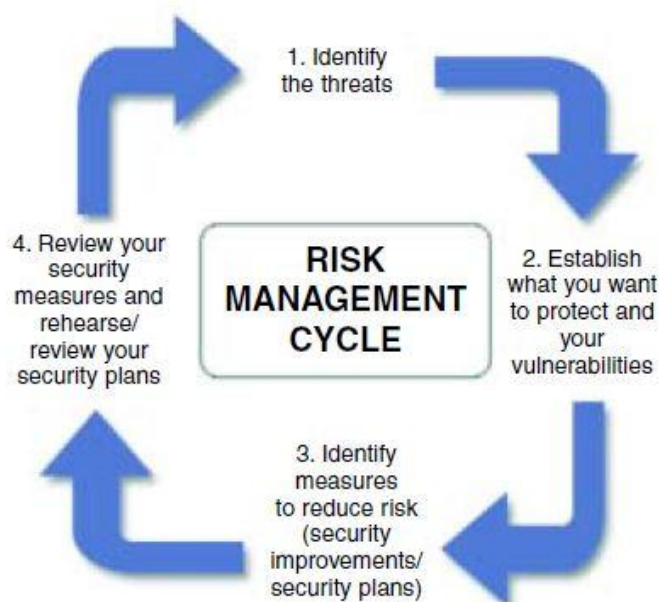 1. Identify
the threats
2. Establish
what you want
to protect and
your
vulnerabilities
3. Identify
measures
to reduce risk
(security
improvements/
security plans)
4. Review your
security
measures and
rehearse/
review your
security plans
RISK
MANAGEMENT
CYCLE